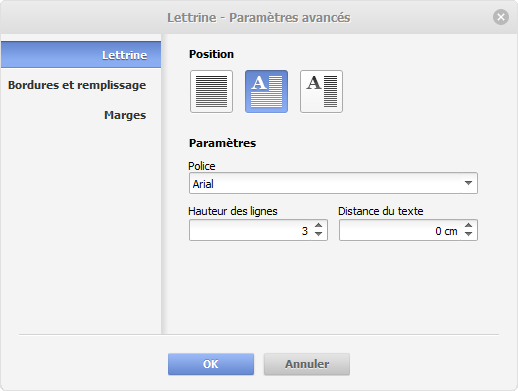 Lettrine - Paramètres avancés
Lettrine
Bordures et remplissage
Marges
Position
A A
Paramètres
Police
Arial
Hauteur des lignes Distance du texte
3 0 cm
OK Annuler